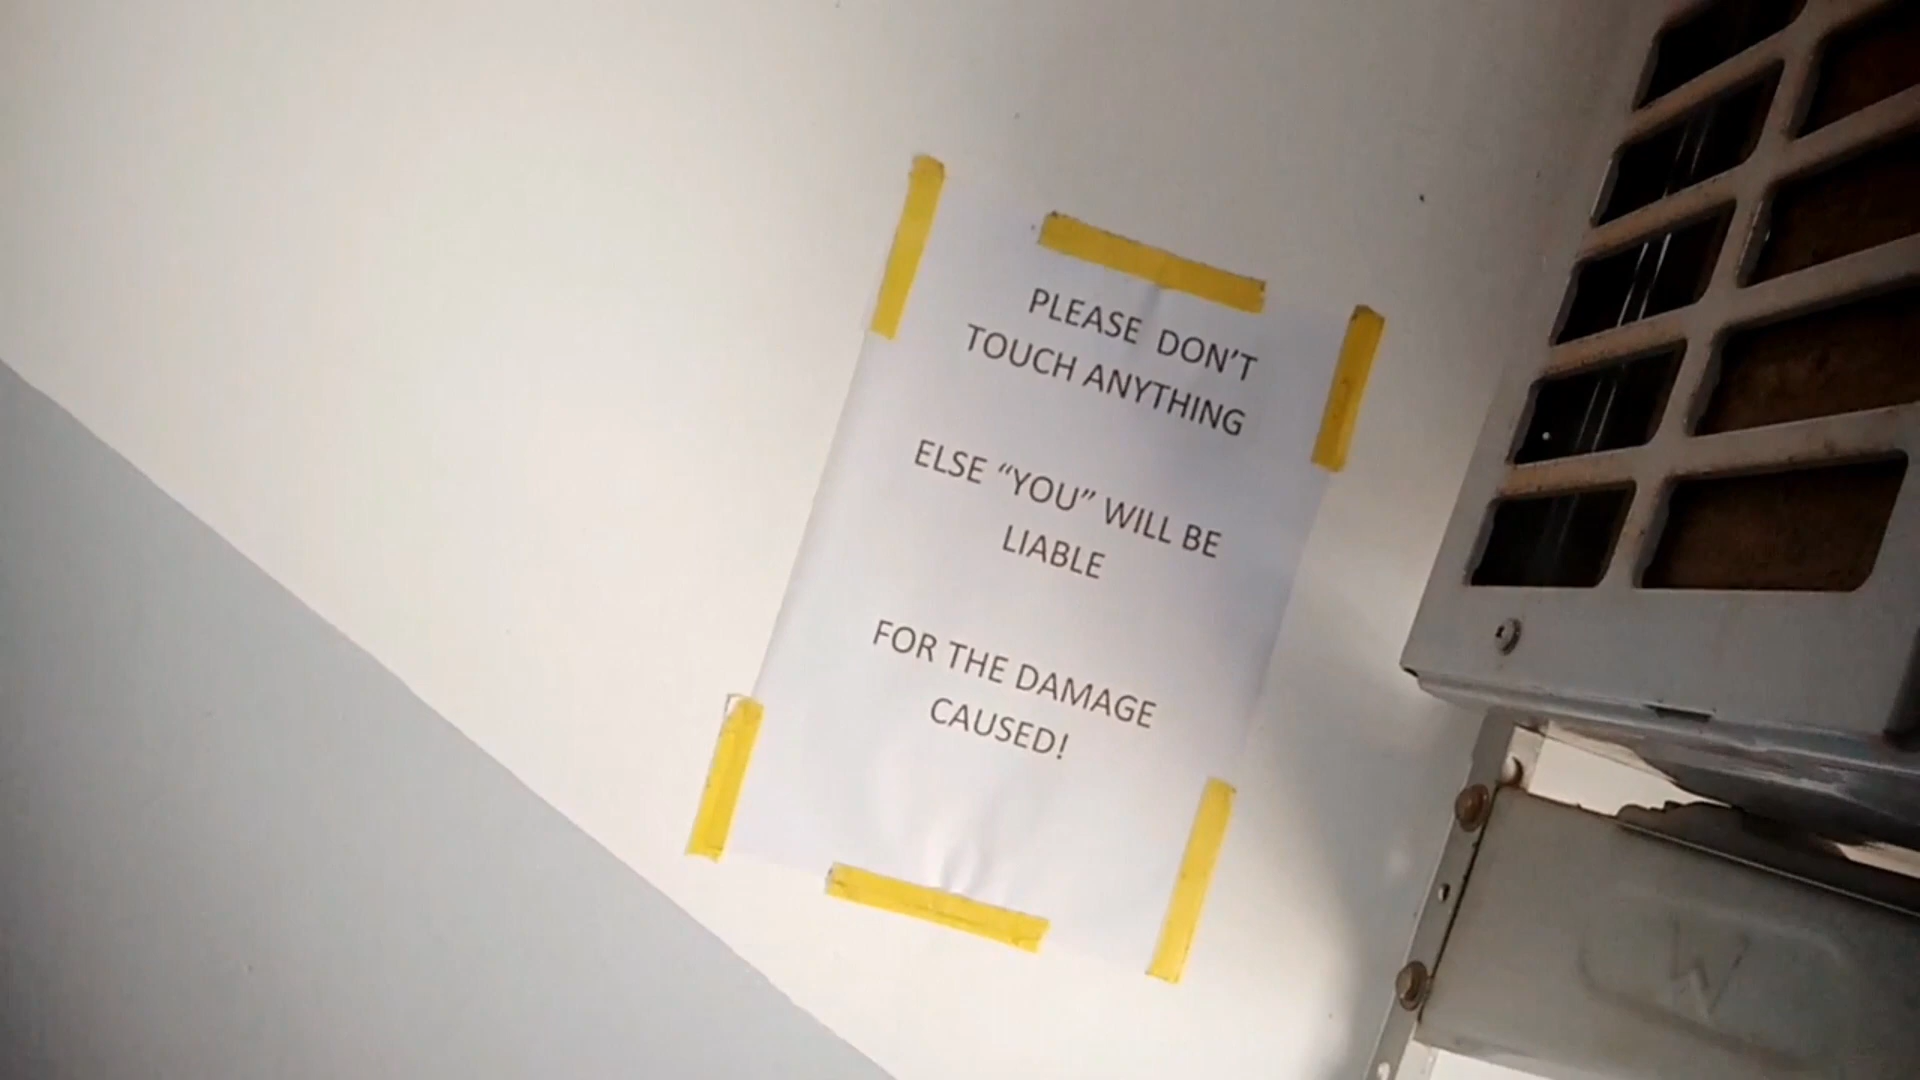 PLEASE DON'T
TOUCH ANYTHING
ELSE “YOU” WILL BE
LIABLE
FOR THE DAMAGE
CAUSED!